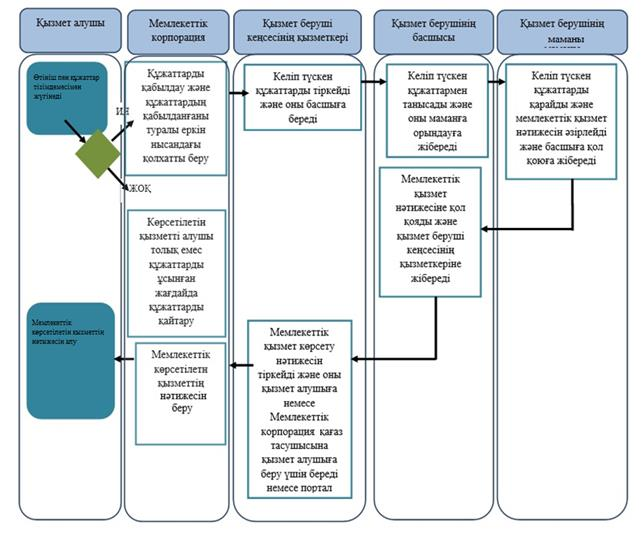 Қызмет алушы
Мемлекеттік
корпорация
Қызмет беруші
кеңсесінің қызметкері
Қызмет берушінің
басшысы
Қызмет берушінің
маманы
Өтініш пен құжаттар
тізімдемесімен
жүгінеді
ИЯ
ЖОҚ
Құжаттарды
қабылдау және
құжаттардың
қабылданғаны
туралы еркін
нысандағы
қолхатты беру
Келіп түскен
құжаттарды тіркейді
және оны басшыға
береді
Келіп түскен
құжаттармен
танысады және
оны маманға
орындауға
жібереді
Келіп түскен
құжаттарды
қарайды және
мемлекеттік қызмет
нәтижесін әзірлейді
және басшыға қол
қоюға жібереді
Мемлекеттік
қызмет
нәтижесіне қол
қояды және
қызмет беруші
кеңсесінің
қызметкеріне
жібереді
Көрсетілетін
қызметті алушы
толық емес
құжаттарды
ұсынған
жағдайда
құжаттарды
қайтару
Мемлекеттік
қызмет көрсету
нәтижесін
тіркейді және оны
қызмет алушыға
немесе
Мемлекеттік
корпорация қағаз
тасушысына
қызмет алушыға
беру үшін береді
немесе портал
Мемлекеттік
көрсетілетн
қызметтің
нәтижесін
беру
Мемлекеттік
көрсетілетін қызметтің
нәтижесін алу